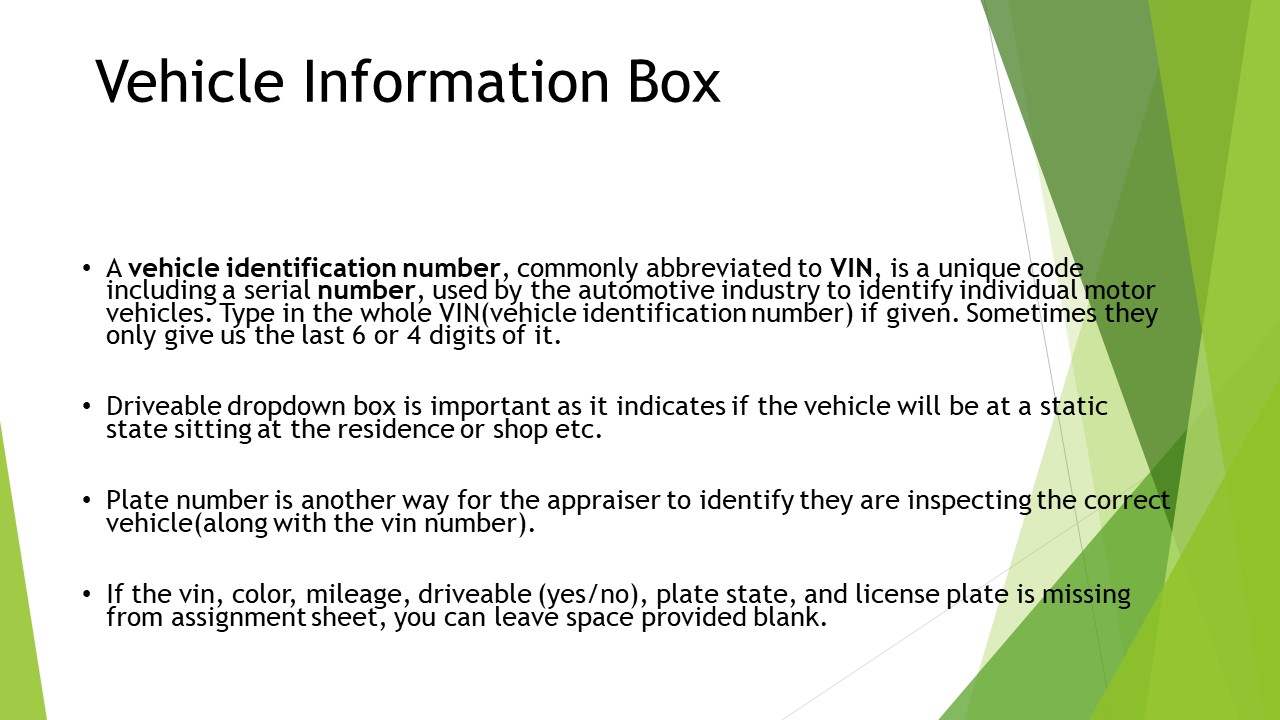 Vehicle Information Box
• A vehicle identification number, commonly abbreviated to VIN, is a unique code
including a serial number, used by the automotive industry to identify individual motor
vehicles. Type in the whole VIN(vehicle identification number) if given. Sometimes they
only give us the last 6 or 4 digits of it.
• Driveable dropdown box is important as it indicates if the vehicle will be at a static
state sitting at the residence or shop etc.
• Plate number is another way for the appraiser to identify they are inspecting the correct
vehicle(along with the vin number).
• If the vin, color, mileage, driveable (yes/no), plate state, and license plate is missing
from assignment sheet, you can leave space provided blank.